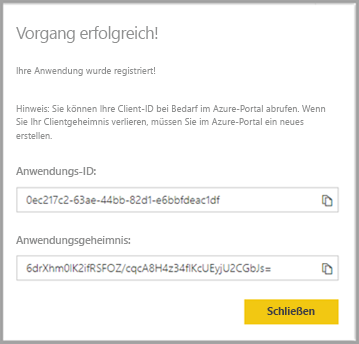 Vorgang erfolgreich!
Ihre Anwendung wurde registriert!
Hinweis: Sie können Ihre Client-ID bei Bedarf im Azure-Portal abrufen. Wenn
Sie Ihr Clientgeheimnis verlieren, müssen Sie im Azure-Portal ein neues
erstellen.
Anwendungs-ID:
0ec217c2-63ae-44bb-82d1-e6bbfdeac1df
Anwendungsgeheimnis:
6drXhm0lK2ifRSFOZ/cqcA8H4z34flKcUEyjU2CGbJs=
Schließen